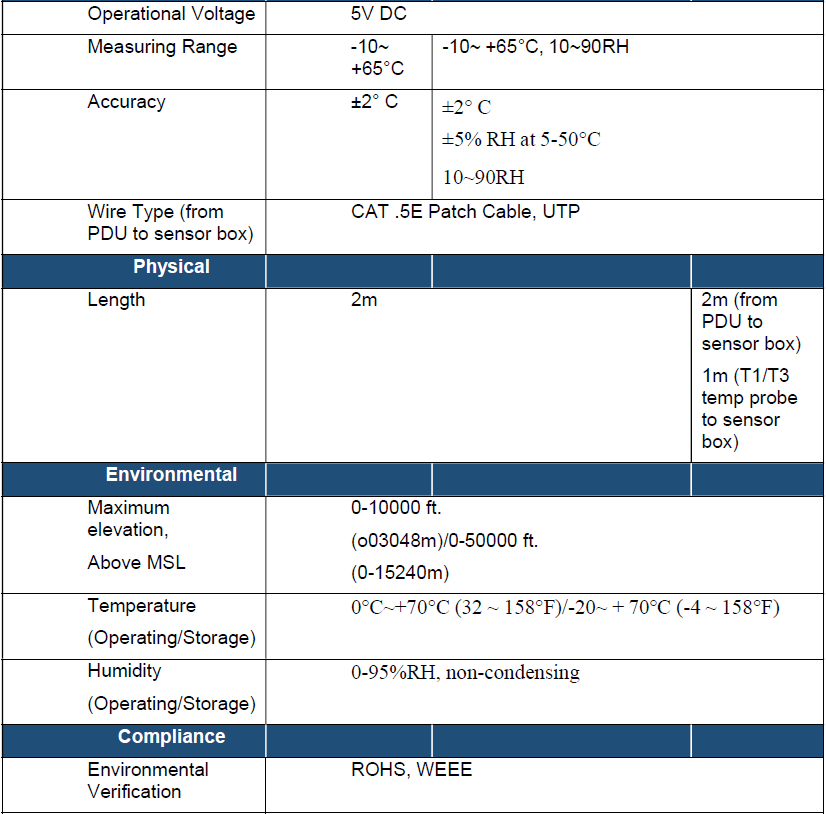 Operational Voltage 5V DC
Measuring Range -10~ -10~ +65°C, 10~90RH
+65°C
Accuracy ±2° C ±2° C
±5% RH at 5-50°C
10~90RH
Wire Type (from CAT .5E Patch Cable, UTP
PDU to sensor box)
Physical
Length 2m 2m (from
PDU to
sensor box)
1m (T1/T3
temp probe
to sensor
box)
Environmental
Maximum 0-10000 ft.
elevation, (o03048m)/0-50000 ft.
Above MSL (0-15240m)
Temperature 0°C~+70°C (32 ~ 158°F)/-20~ + 70°C (-4 ~ 158°F)
(Operating/Storage)
Humidity 0-95%RH, non-condensing
(Operating/Storage)
Compliance
Environmental ROHS, WEEE
Verification